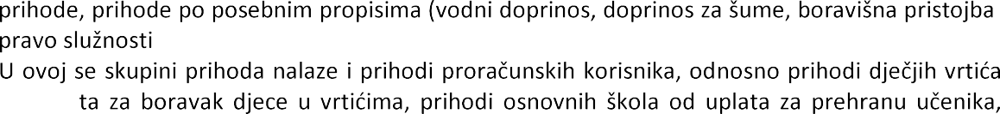 prihode, prihode po posebnim propisima (vodni doprinos, doprinos za šume, boravišna pristojba
pravo služnosti
U ovoj se skupini prihoda nalaze i prihodi proračunskih korisnika, odnosno prihodi dječjih vrtića
ta za boravak djece u vrtićima, prihodi osnovnih škola od uplata za prehranu učenika,